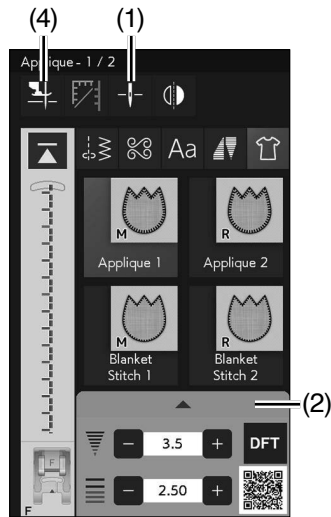 (4)
(1)
Applique - 1 / 2
Aa
M
Applique 1
R
Applique 2
M
Blanket
Stitch 1
R
Blanket
Stitch 2
(2)
3.5
DFT
2.50
F
F